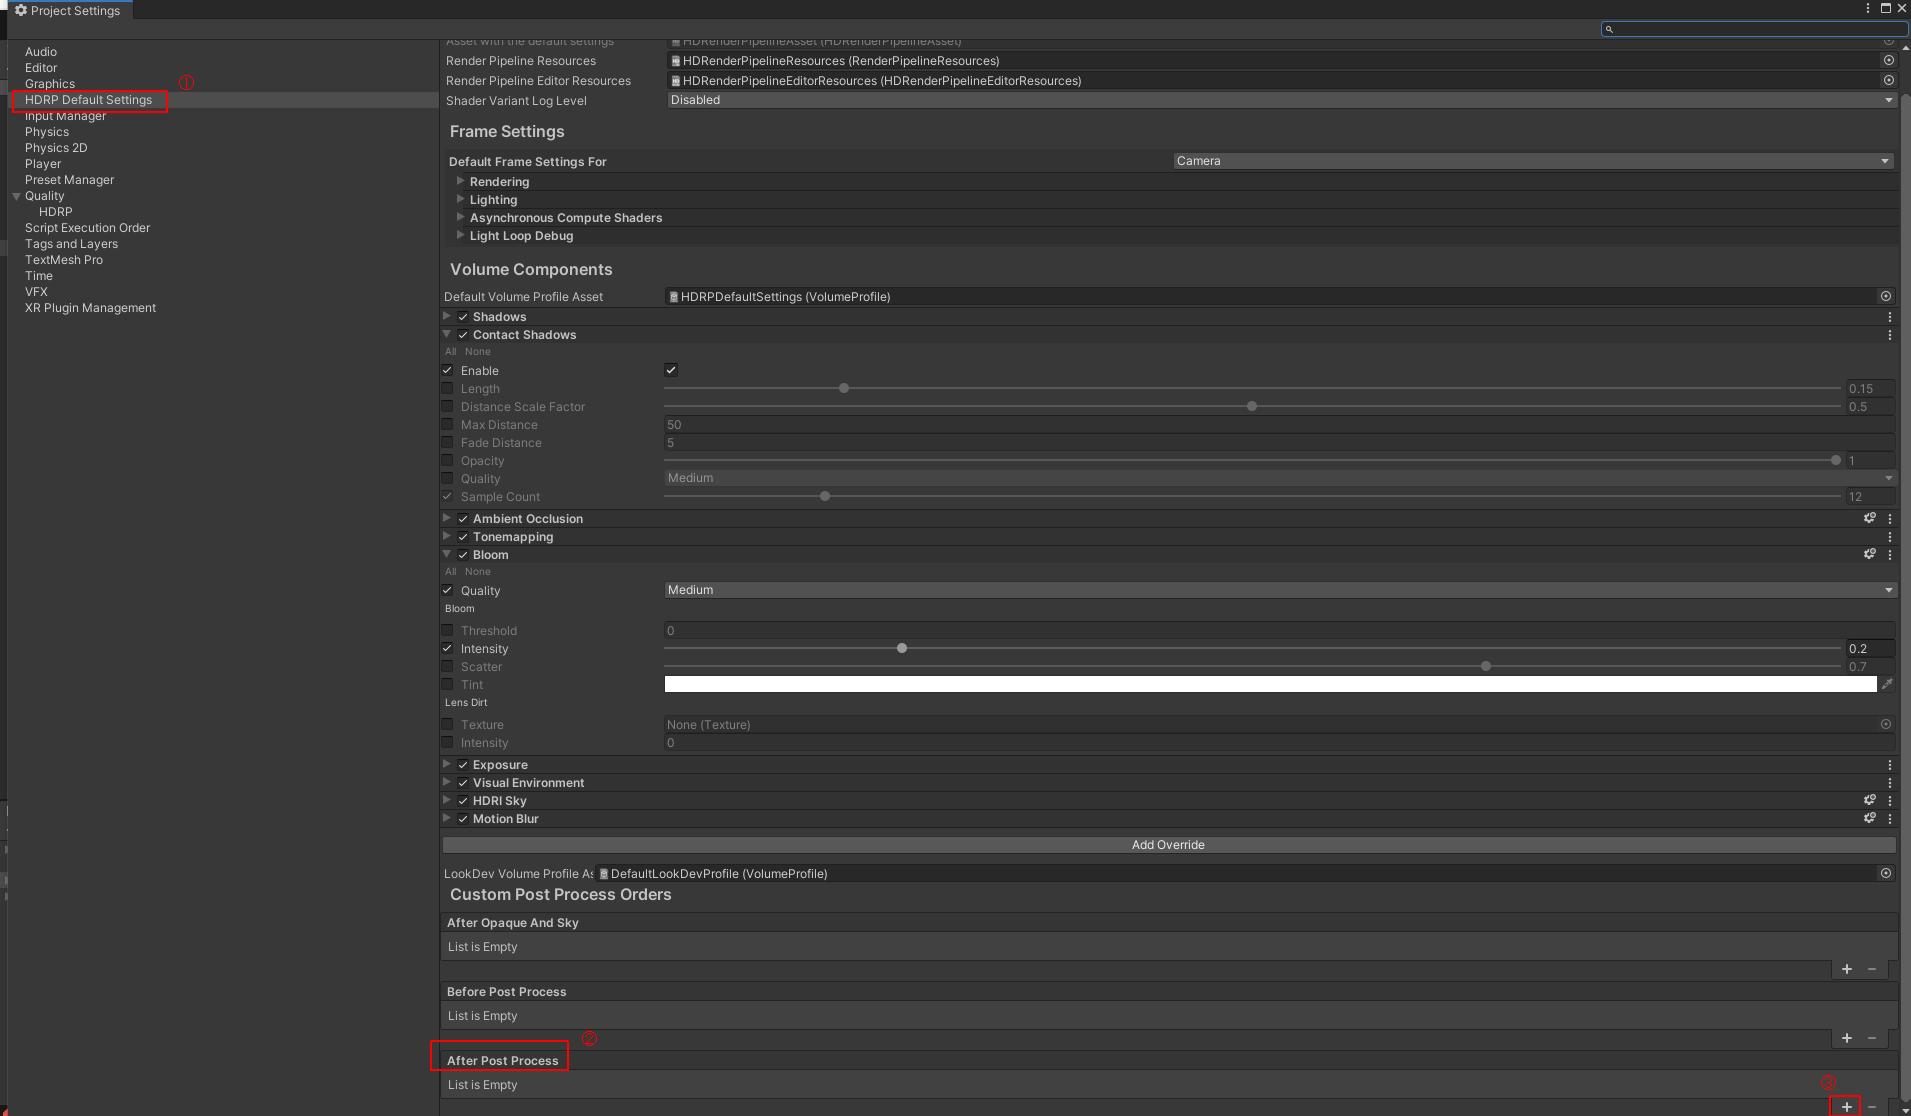 Project Settings
Audio
Editor
Graphics
①
HDRP Default Settings
Input Manager
Physics
Physics 2D
Player
Preset Manager
Quality
HDRP
Script Execution Order
Tags and Layers
TextMesh Pro
Time
VFX
XR Plugin Management
Asset with the default settings HDRenderPipelineAsset (HDRenderPipelineAsset)
Render Pipeline Resources HDRenderPipelineResources (RenderPipelineResources)
Render Pipeline Editor Resources HDRenderPipelineEditorResources (HDRenderPipelineEditorResources)
Shader Variant Log Level Disabled
Frame Settings
Default Frame Settings For Camera
Rendering
Lighting
Asynchronous Compute Shaders
Light Loop Debug
Volume Components
Default Volume Profile Asset HDRPDefaultSettings (VolumeProfile)
Shadows
Contact Shadows
All None
Enable
Length 0.15
Distance Scale Factor 0.5
Max Distance 50
Fade Distance 5
Opacity 1
Quality Medium
Sample Count 12
Ambient Occlusion
Tonemapping
Bloom
All None
Quality Medium
Bloom
Threshold 0
Intensity 0.2
Scatter 0.7
Tint
Lens Dirt
Texture None (Texture)
Intensity 0
Exposure
Visual Environment
HDRI Sky
Motion Blur
Add Override
LookDev Volume Profile As DefaultLookDevProfile (VolumeProfile)
Custom Post Process Orders
After Opaque And Sky
List is Empty
+ −
Before Post Process
List is Empty
+ −
②
After Post Process
List is Empty
③
+ −